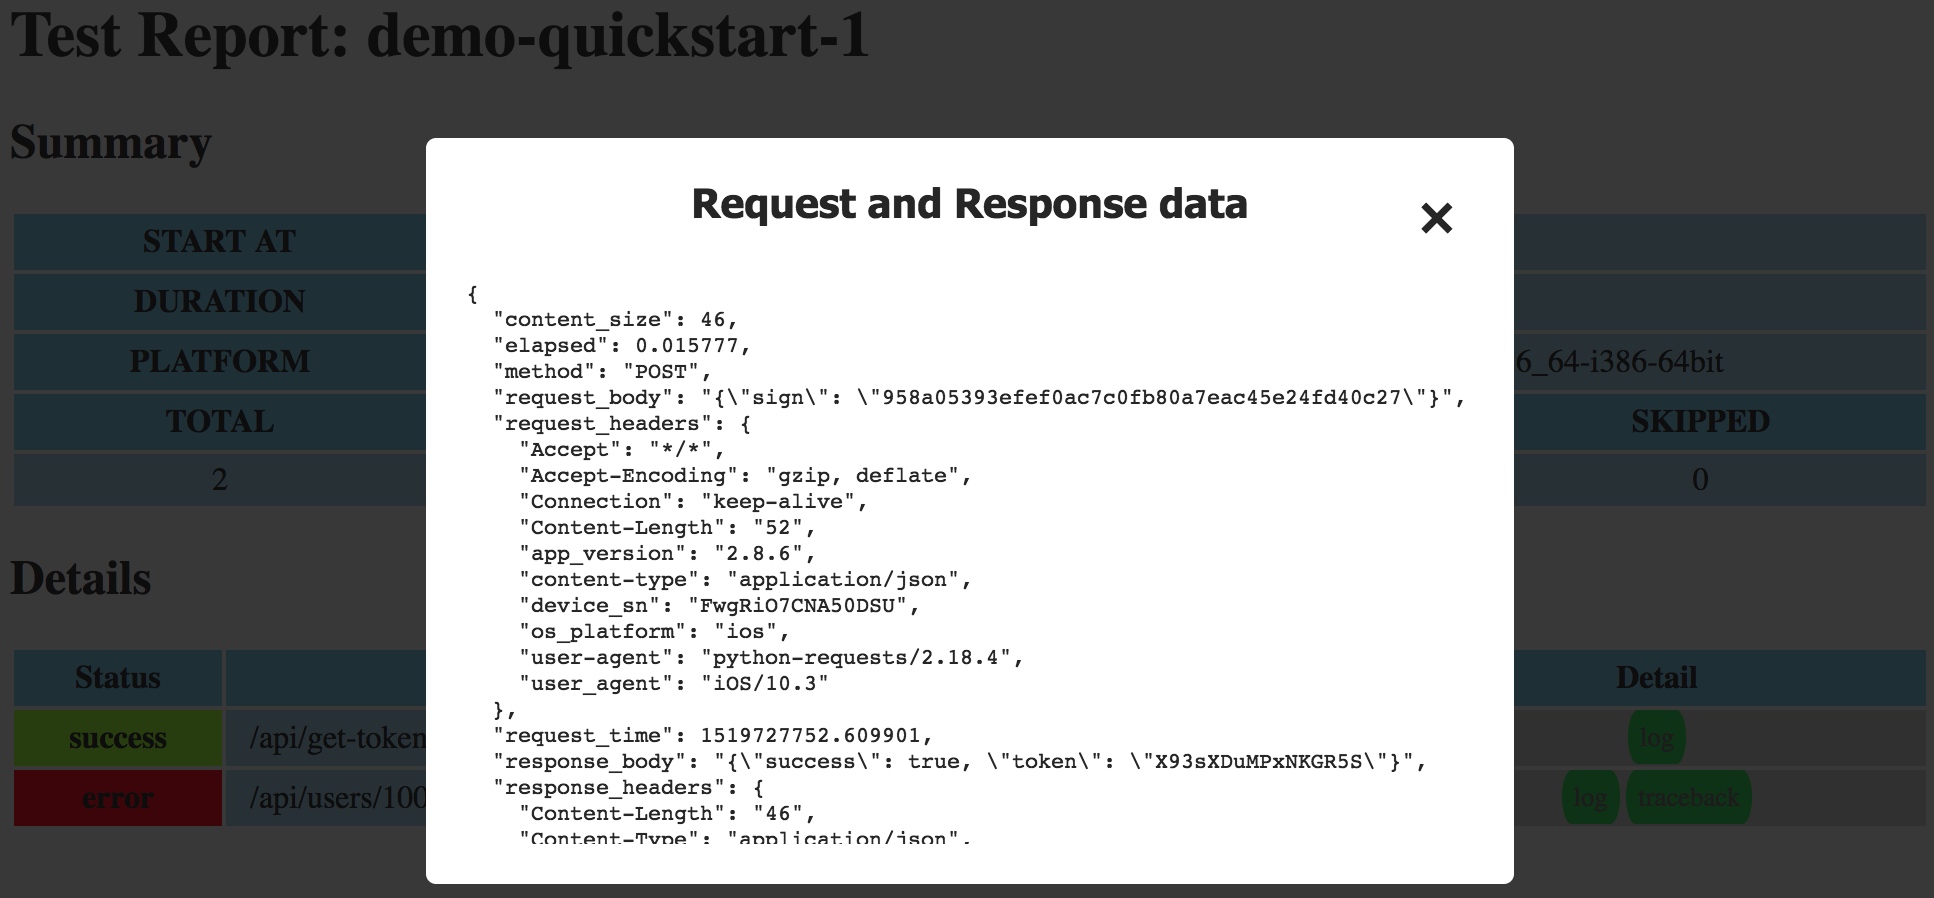 Test Report: demo-quickstart-1
Summary
START AT
DURATION
PLATFORM
6_64-i386-64bit
TOTAL
SKIPPED
2
0
Details
Status
Detail
success
/api/get-token
log
error
/api/users/100
log
traceback
Request and Response data
×
{
"content_size": 46,
"elapsed": 0.015777,
"method": "POST",
"request_body": "{\"sign\": \"958a05393efef0ac7c0fb80a7eac45e24fd40c27\"}",
"request_headers": {
"Accept": "*/*",
"Accept-Encoding": "gzip, deflate",
"Connection": "keep-alive",
"Content-Length": "52",
"app_version": "2.8.6",
"content-type": "application/json",
"device_sn": "FwgRiO7CNA50DSU",
"os_platform": "ios",
"user-agent": "python-requests/2.18.4",
"user_agent": "iOS/10.3"
},
"request_time": 1519727752.609901,
"response_body": "{\"success\": true, \"token\": \"X93sXDuMPxNKGR5S\"}",
"response_headers": {
"Content-Length": "46",
"Content-Type": "application/json",